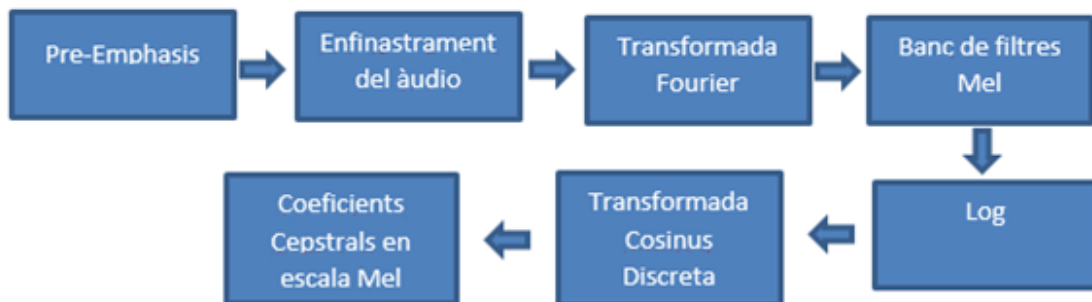 Pre-Emphasis
Enfinastrament
del àudio
Transformada
Fourier
Banc de filtres
Mel
Log
Transformada
Cosinus
Discreta
Coeficients
Cepstrals en
escala Mel